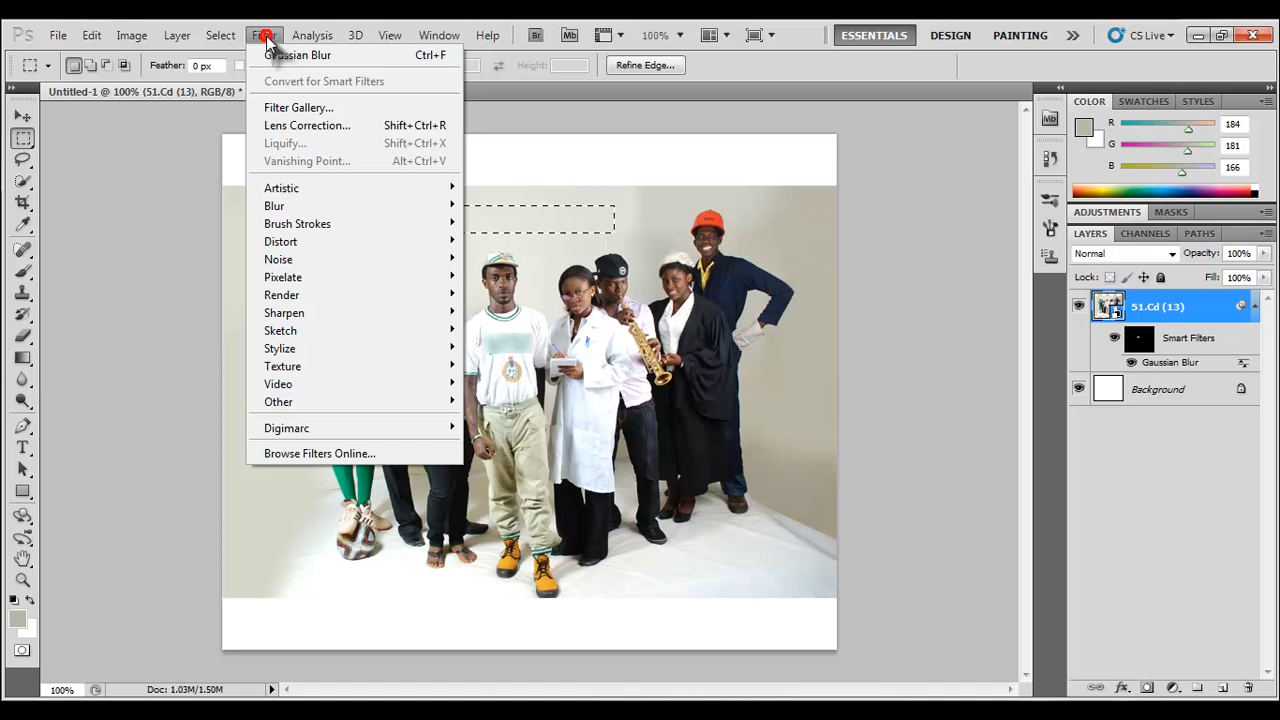 Ps File Edit Image Layer Select Analysis 3D View Window Help Br Mb 100% ESSENTIALS DESIGN PAINTING CS Live
Feather: 0 px Height: Refine Edge...
Untitled-1 @ 100% (51.Cd (13), RGB/8) *
Gaussian Blur Ctrl+F
Convert for Smart Filters
Filter Gallery...
Lens Correction... Shift+Ctrl+R
Liquify... Shift+Ctrl+X
Vanishing Point... Alt+Ctrl+V
Artistic
Blur
Brush Strokes
Distort
Noise
Pixelate
Render
Sharpen
Sketch
Stylize
Texture
Video
Other
Digimarc
Browse Filters Online...
Mb
COLOR SWATCHES STYLES
R 184
G 181
B 166
ADJUSTMENTS MASKS
LAYERS CHANNELS PATHS
Normal Opacity: 100%
Lock: Fill: 100%
51.Cd (13)
Smart Filters
Gaussian Blur
Background
100% Doc: 1.03M/1.50M